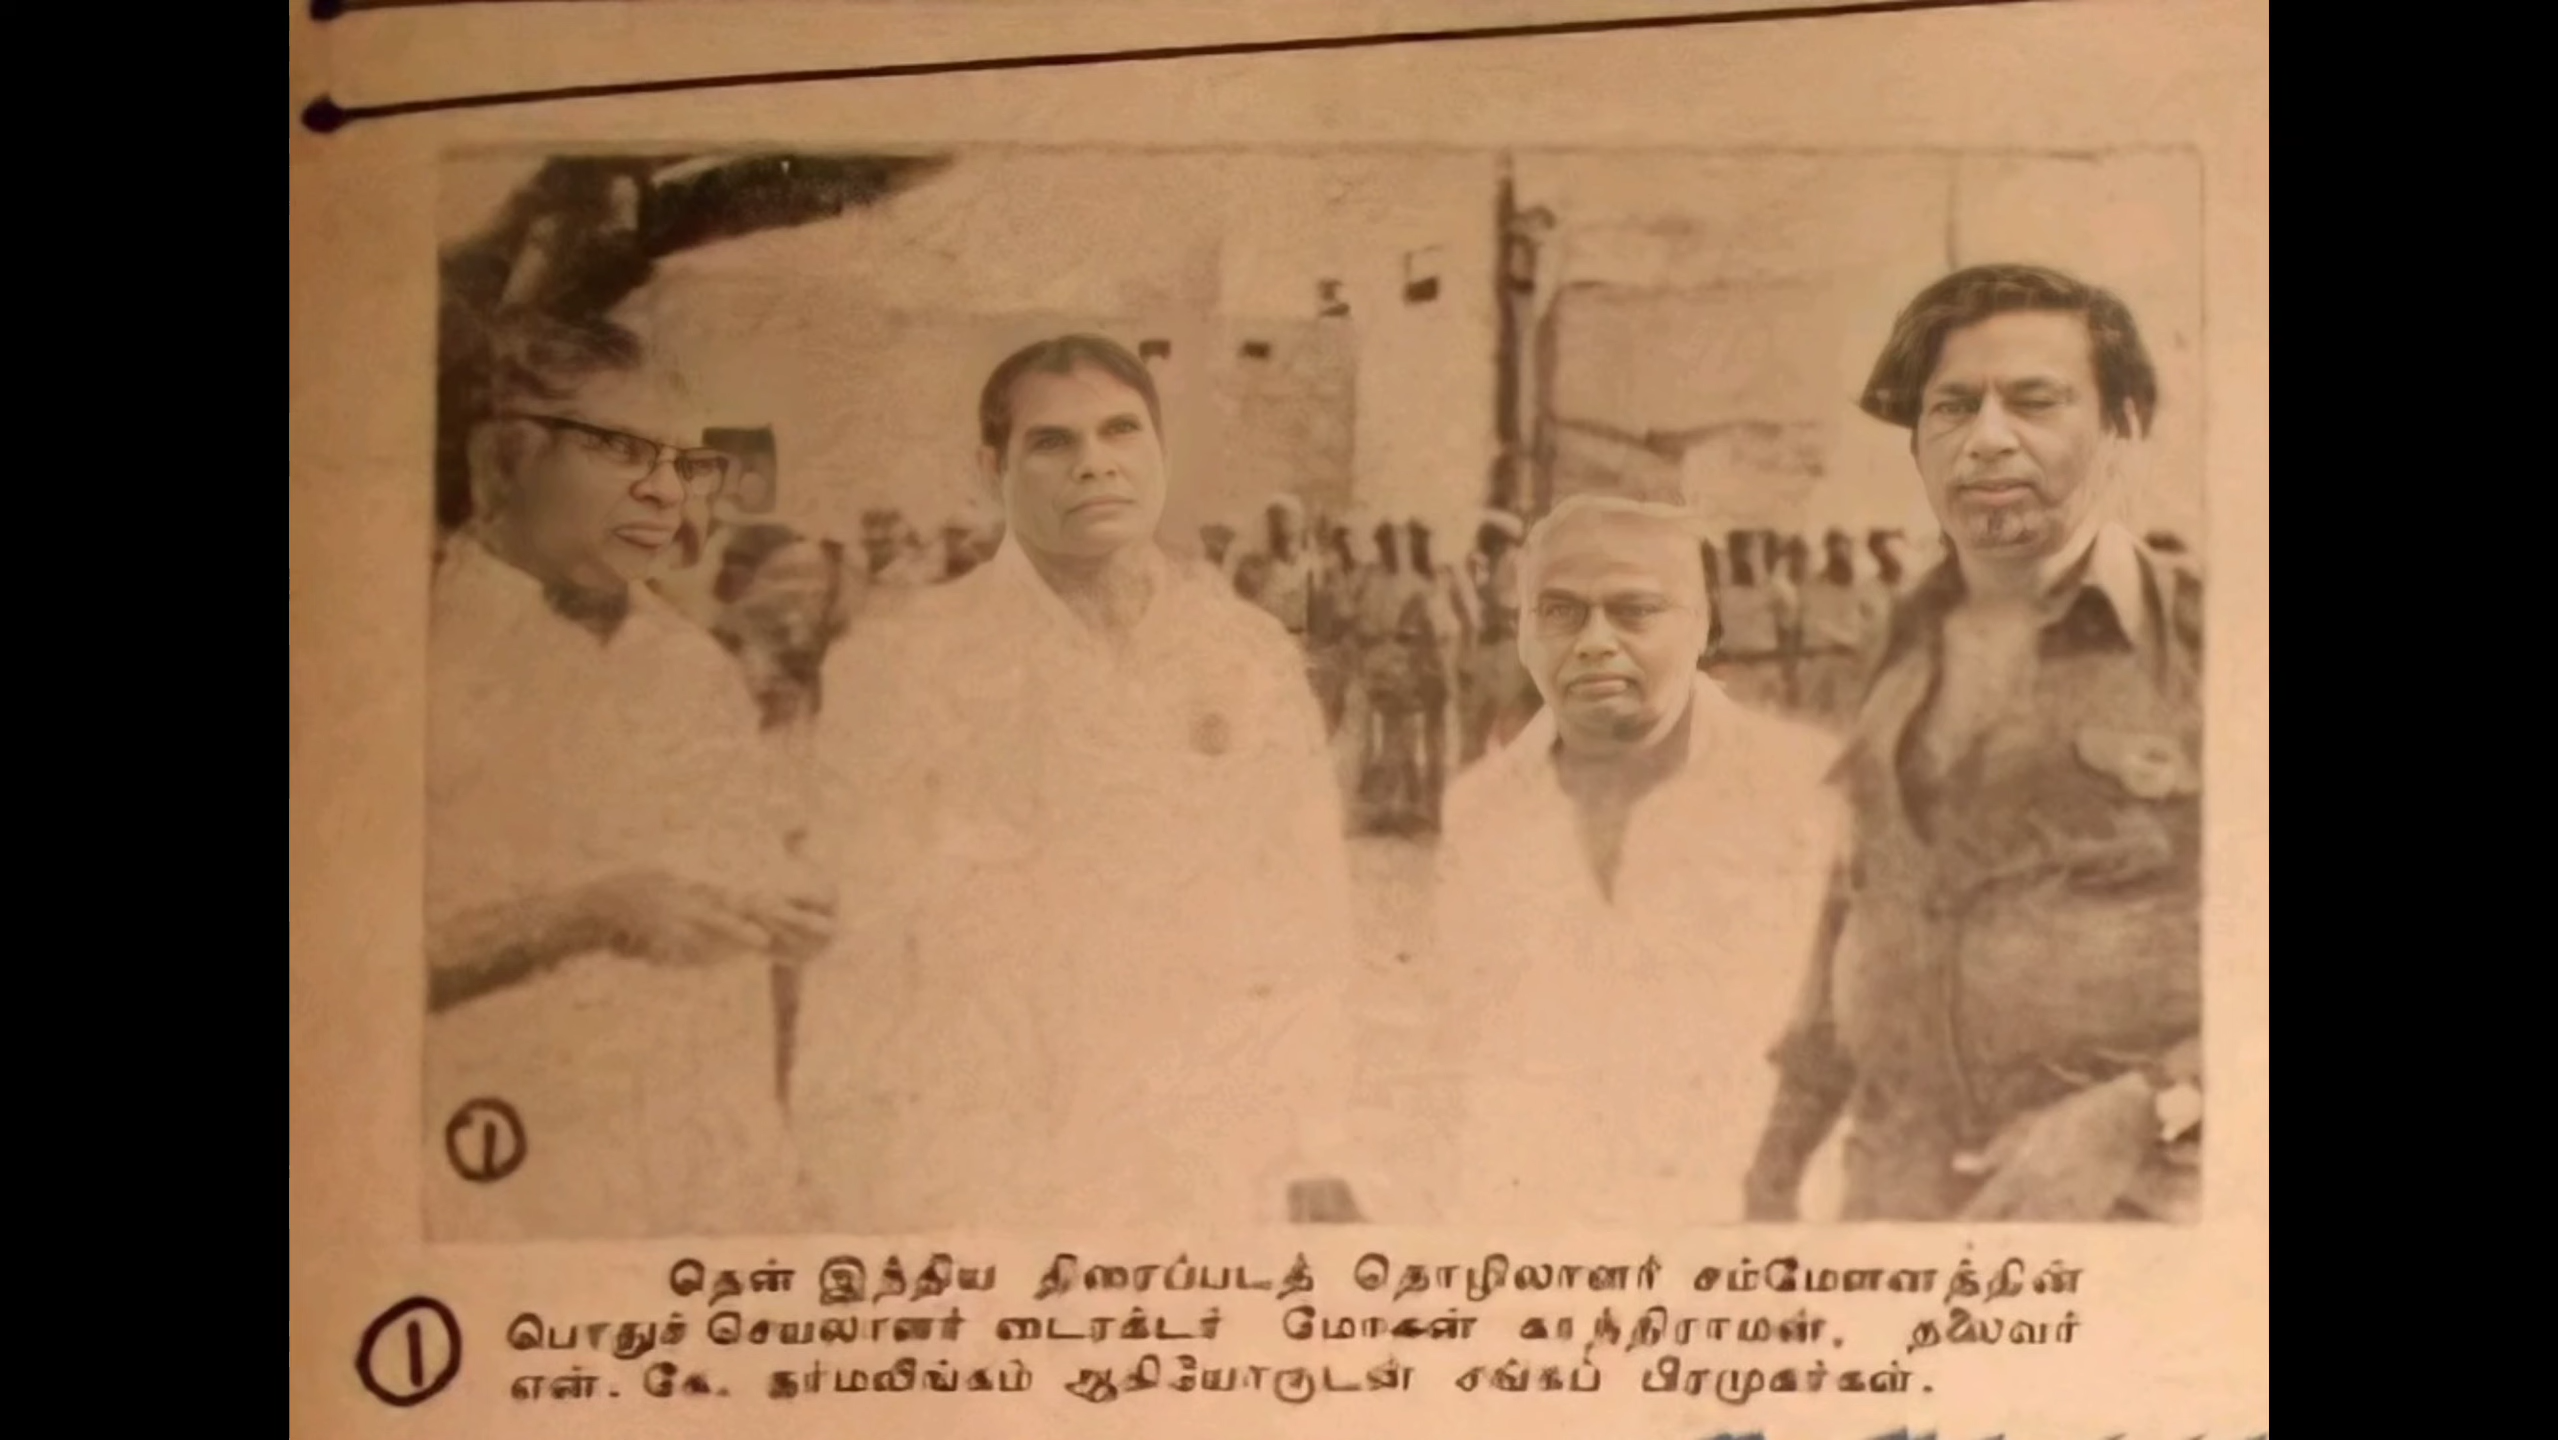 ①
தென் இந்திய திரைப்படத் தொழிலாளர் சம்மேளனத்தின்
① பொதுச் செயலாளர் டைரக்டர் மோகன் காந்திராமன், தலைவர்
என். கே. தர்மலிங்கம் ஆகியோருடன் சங்கப் பிரமுகர்கள்.